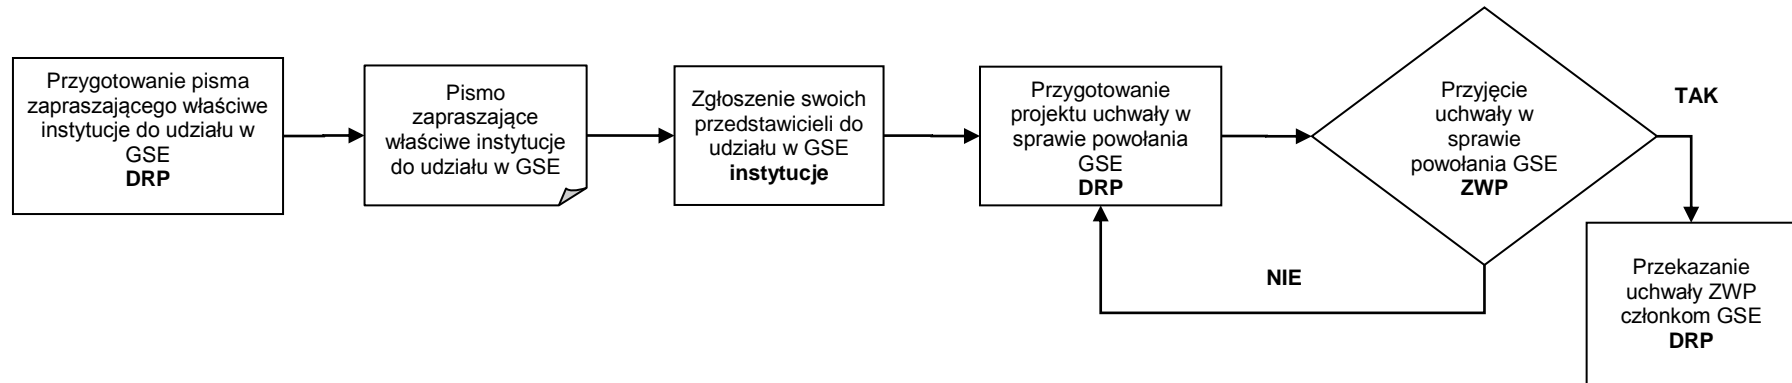 Przygotowanie pisma
zapraszającego właściwe
instytucje do udziału w
GSE
DRP
Pismo
zapraszające
właściwe instytucje
do udziału w GSE
Zgłoszenie swoich
przedstawicieli do
udziału w GSE
instytucje
Przygotowanie
projektu uchwały w
sprawie powołania
GSE
DRP
Przyjęcie
uchwały w
sprawie
powołania GSE
ZWP
TAK
NIE
Przekazanie
uchwały ZWP
członkom GSE
DRP